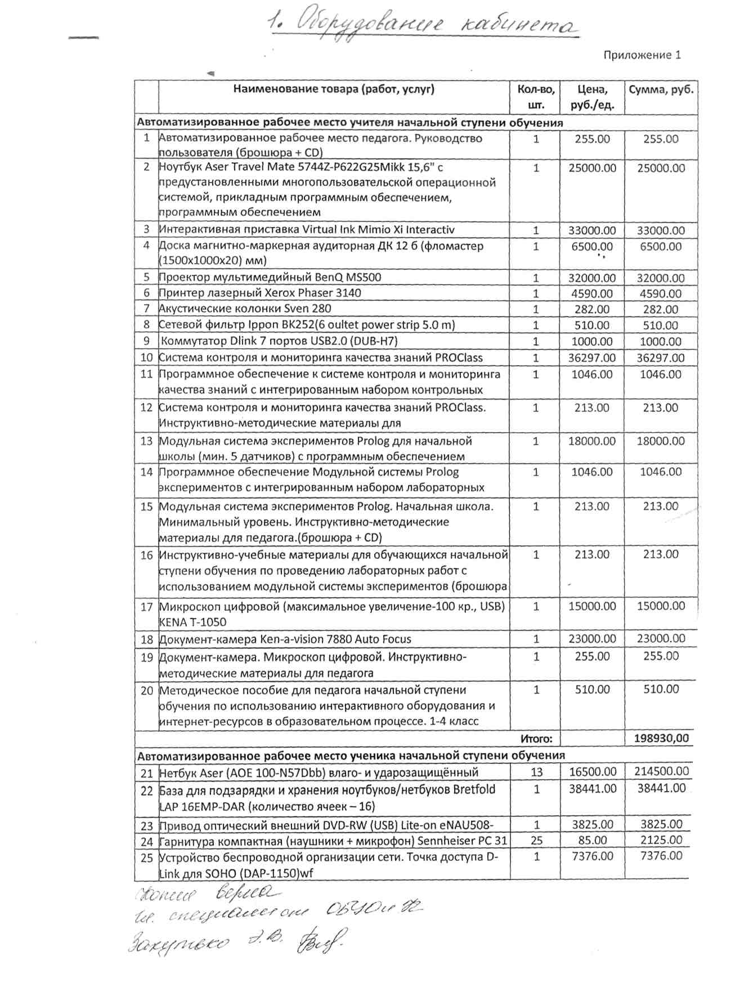 1. Оборудование кабинета
Приложение 1
Наименование товара (работ, услуг) Кол-во, шт. Цена, руб./ед. Сумма, руб.
Автоматизированное рабочее место учителя начальной ступени обучения
1 Автоматизированное рабочее место педагога. Руководство 1 255.00 255.00
пользователя (брошюра + CD)
2 Ноутбук Aser Travel Mate 5744Z-P622G25Mikk 15,6" с 1 25000.00 25000.00
предустановленными многопользовательской операционной
системой, прикладным программным обеспечением,
программным обеспечением
3 Интерактивная приставка Virtual Ink Mimio Xi Interactiv 1 33000.00 33000.00
4 Доска магнитно-маркерная аудиторная ДК 12 б (фломастер 1 6500.00 6500.00
(1500x1000x20) мм)
5 Проектор мультимедийный BenQ MS500 1 32000.00 32000.00
6 Принтер лазерный Xerox Phaser 3140 1 4590.00 4590.00
7 Акустические колонки Sven 280 1 282.00 282.00
8 Сетевой фильтр Ippon BK252(6 oultet power strip 5.0 m) 1 510.00 510.00
9 Коммутатор Dlink 7 портов USB2.0 (DUB-H7) 1 1000.00 1000.00
10 Система контроля и мониторинга качества знаний PROClass 1 36297.00 36297.00
11 Программное обеспечение к системе контроля и мониторинга 1 1046.00 1046.00
качества знаний с интегрированным набором контрольных
12 Система контроля и мониторинга качества знаний PROClass. 1 213.00 213.00
Инструктивно-методические материалы для
13 Модульная система экспериментов Prolog для начальной 1 18000.00 18000.00
школы (мин. 5 датчиков) с программным обеспечением
14 Программное обеспечение Модульной системы Prolog 1 1046.00 1046.00
экспериментов с интегрированным набором лабораторных
15 Модульная система экспериментов Prolog. Начальная школа. 1 213.00 213.00
Минимальный уровень. Инструктивно-методические
материалы для педагога.(брошюра + CD)
16 Инструктивно-учебные материалы для обучающихся начальной 1 213.00 213.00
ступени обучения по проведению лабораторных работ с
использованием модульной системы экспериментов (брошюра
17 Микроскоп цифровой (максимальное увеличение-100 кр., USB) 1 15000.00 15000.00
KENA T-1050
18 Документ-камера Ken-a-vision 7880 Auto Focus 1 23000.00 23000.00
19 Документ-камера. Микроскоп цифровой. Инструктивно- 1 255.00 255.00
методические материалы для педагога
20 Методическое пособие для педагога начальной ступени 1 510.00 510.00
обучения по использованию интерактивного оборудования и
интернет-ресурсов в образовательном процессе. 1-4 класс
Итого: 198930,00
Автоматизированное рабочее место ученика начальной ступени обучения
21 Нетбук Aser (AOE 100-N57Dbb) влаго- и ударозащищённый 13 16500.00 214500.00
22 База для подзарядки и хранения ноутбуков/нетбуков Bretfold 1 38441.00 38441.00
LAP 16EMP-DAR (количество ячеек – 16)
23 Привод оптический внешний DVD-RW (USB) Lite-on eNAU508- 1 3825.00 3825.00
24 Гарнитура компактная (наушники + микрофон) Sennheiser PC 31 25 85.00 2125.00
25 Устройство беспроводной организации сети. Точка доступа D- 1 7376.00 7376.00
Link для SOHO (DAP-1150)wf
Копия верна
гл. специалист
Закутько Э.В.